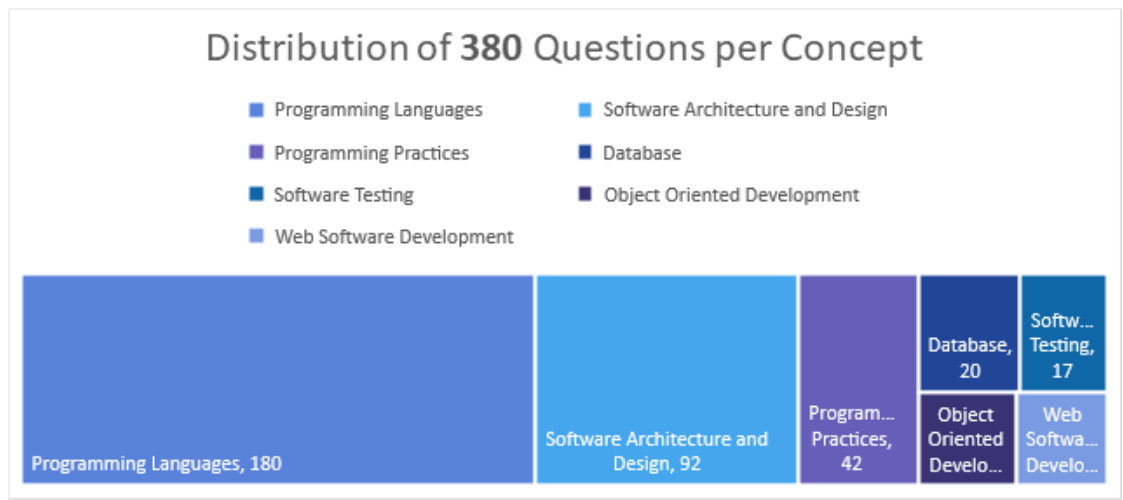 Distribution of 380 Questions per Concept
Programming Languages
Software Architecture and Design
Programming Practices
Database
Software Testing
Object Oriented Development
Web Software Development
Programming Languages, 180
Software Architecture and
Design, 92
Program...
Practices,
42
Database,
20
Softw...
Testing,
17
Object
Oriented
Develo...
Web
Softwa...
Develo...